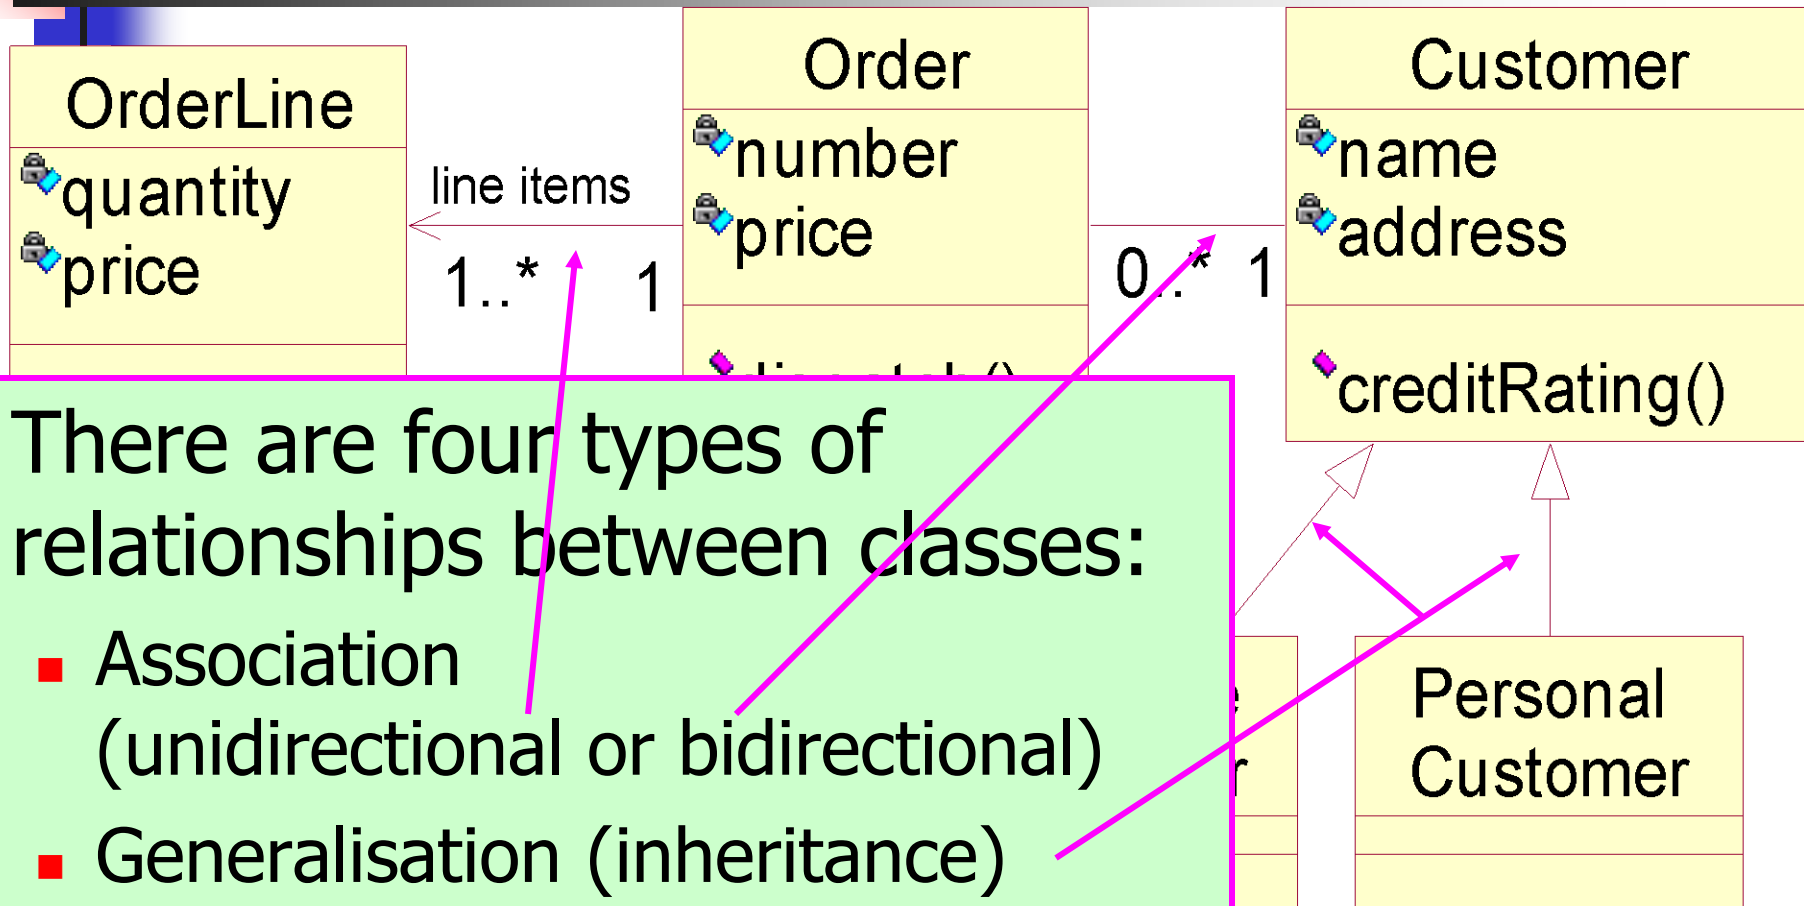 OrderLine
quantity
price
line items
1..*
1
Order
number
price
0..*
1
Customer
name
address
creditRating()
There are four types of
relationships between classes:
Association
(unidirectional or bidirectional)
Generalisation (inheritance)
Personal
Customer